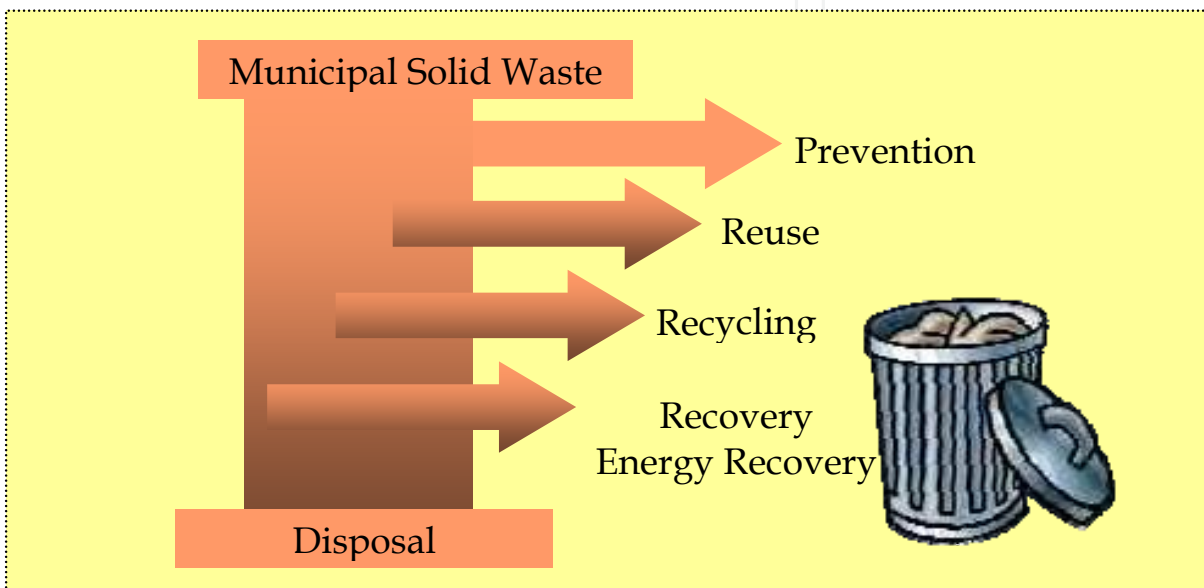 Municipal Solid Waste
Prevention
Reuse
Recycling
Recovery
Energy Recovery
Disposal